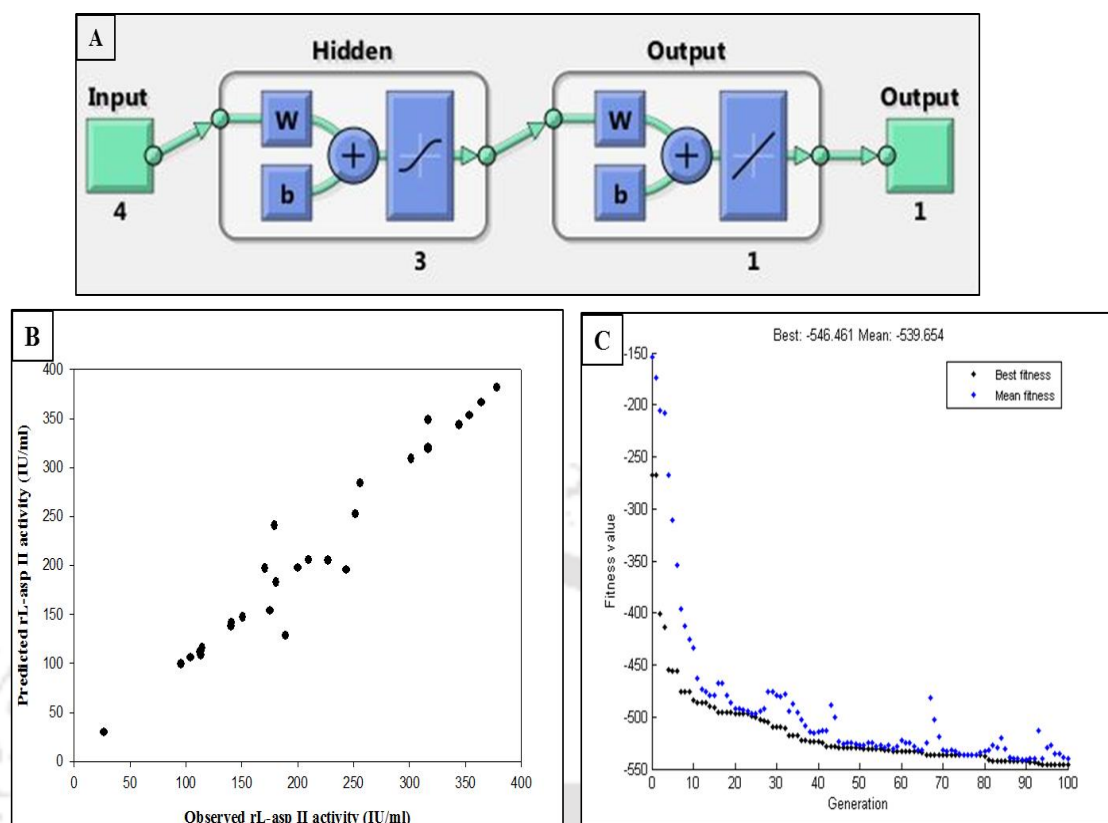 A
Hidden
Output
Input
Output
W
b
+
W
b
+
4
3
1
1
B
400
350
300
250
200
150
100
50
0
0 50 100 150 200 250 300 350 400
Predicted rL-asp II activity (IU/ml)
Observed rL-asp II activity (IU/ml)
C
Best: -546.461 Mean: -539.654
Best fitness
Mean fitness
-150
-200
-250
-300
-350
-400
-450
-500
-550
0 10 20 30 40 50 60 70 80 90 100
Fitness value
Generation